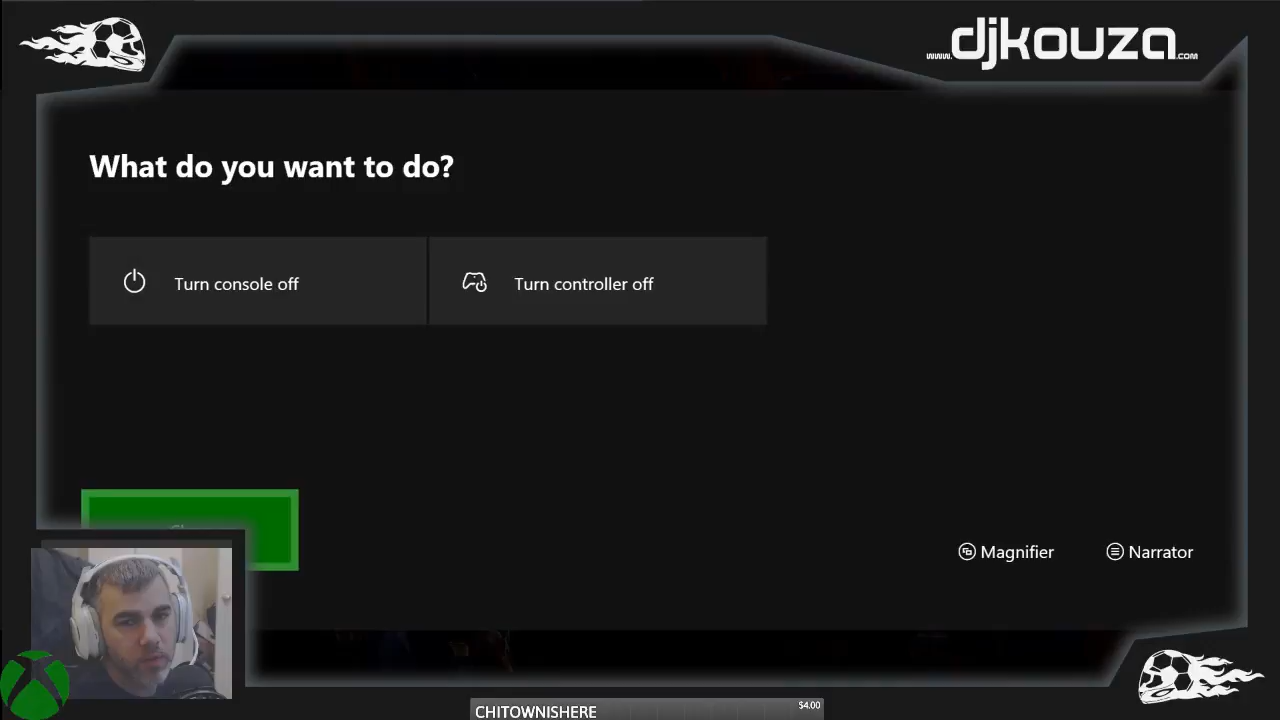 www.djkouza.com
What do you want to do?
Turn console off
Turn controller off
Magnifier
Narrator
CHITOWNISHERE
$4.00